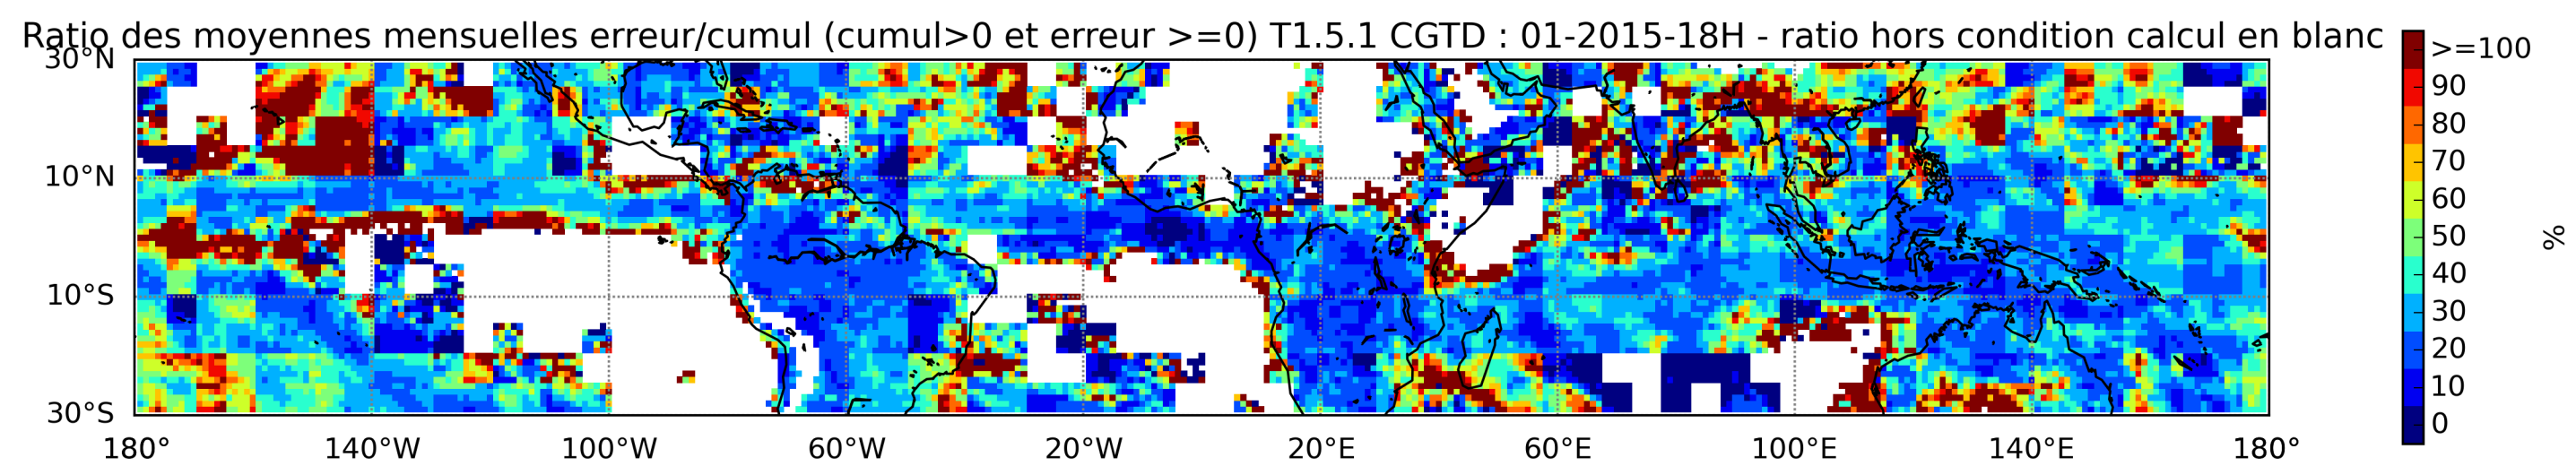 Ratio des moyennes mensuelles erreur/cumul (cumul>0 et erreur >=0) T1.5.1 CGTD : 01-2015-18H - ratio hors condition calcul en blanc
30°N
10°N
10°S
30°S
180° 140°W 100°W 60°W 20°W 20°E 60°E 100°E 140°E 180°
>=100
90
80
70
60
50
40
30
20
10
0
%